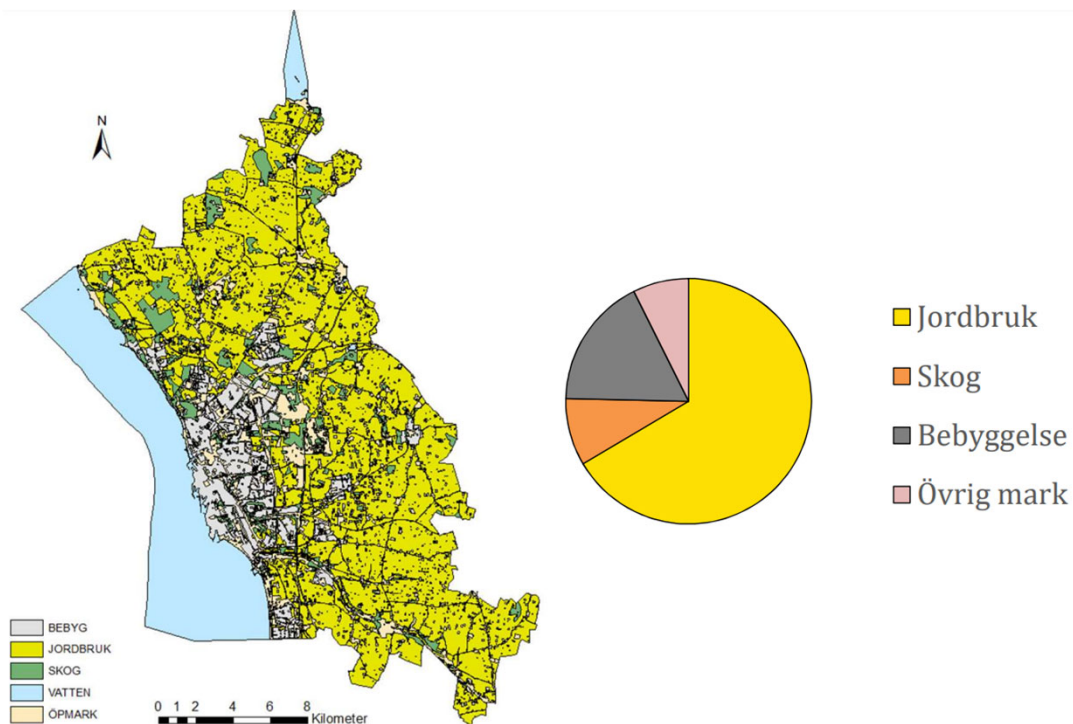 N
BEBYG
JORDBRUK
SKOG
VATTEN
ÖPMARK
0 1 2 4 6 8
Kilometer
Jordbruk
Skog
Bebyggelse
Övrig mark